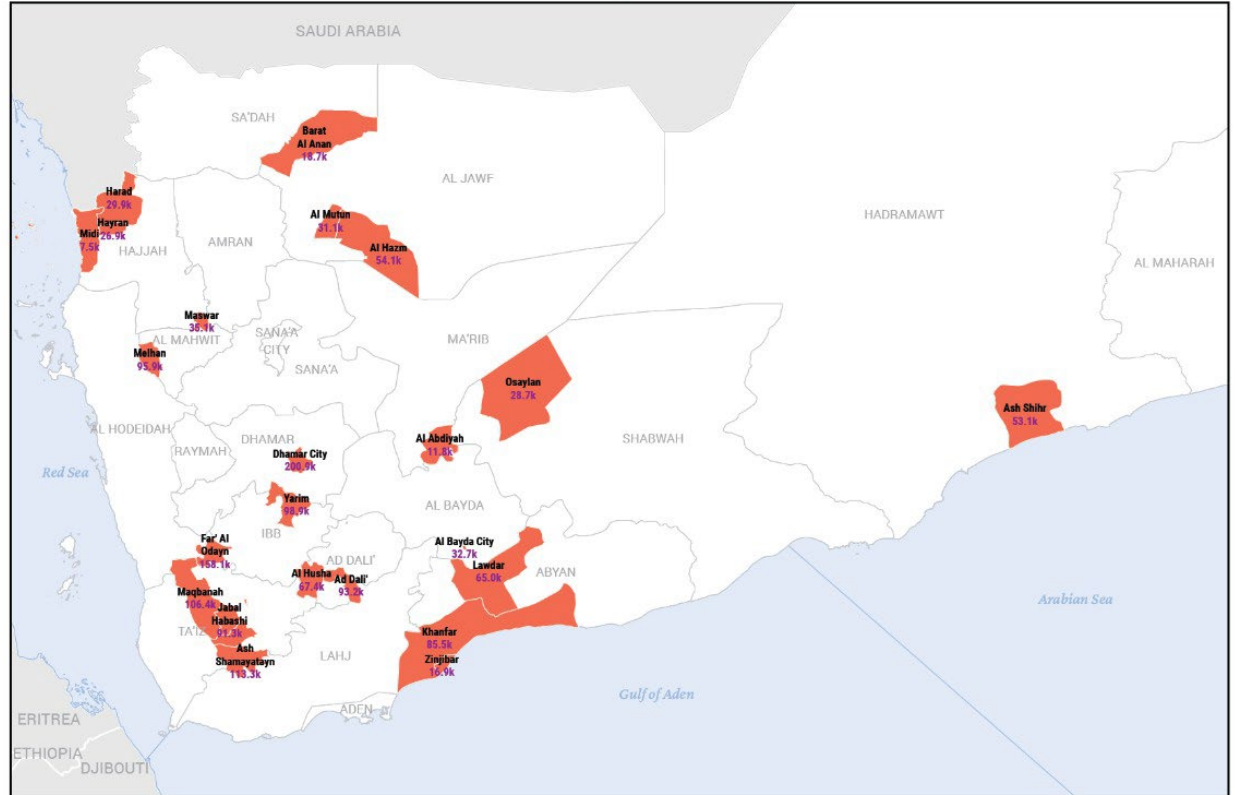 SAUDI ARABIA
SA'DAH
Barat
Al Anan
18.7k
AL JAWF
Harad
29.9k
Hayran
26.9k
Midi
7.5k
HAJJAH
AMRAN
Al Mutun
31.1k
Al Hazm
54.1k
HADRAMAWT
AL MAHARAH
Maswar
AL MAHWIT
SANA'A
CITY
SANA'A
MA'RIB
Melhan
95.9k
Osaylan
28.7k
Ash Shihr
53.1k
AL HODEIDAH
RAYMAH
DHAMAR
Dhamar City
200.9k
Al Abdiyah
11.8k
SHABWAH
Red Sea
Yarim
98.9k
IBB
AL BAYDA
Far' Al
Odayn
158.1k
AD DALI'
Al Husha
67.4k
Ad Dali'
93.2k
Al Bayda City
32.7k
Lawdar
65.0k
ABYAN
Maqbanah
106.4k
Jabal
Habashi
91.3k
Ash
Shamayatayn
113.3k
LAHJ
Khanfar
85.5k
Zinjibar
16.9k
ADEN
Arabian Sea
Gulf of Aden
ERITREA
ETHIOPIA
DJIBOUTI